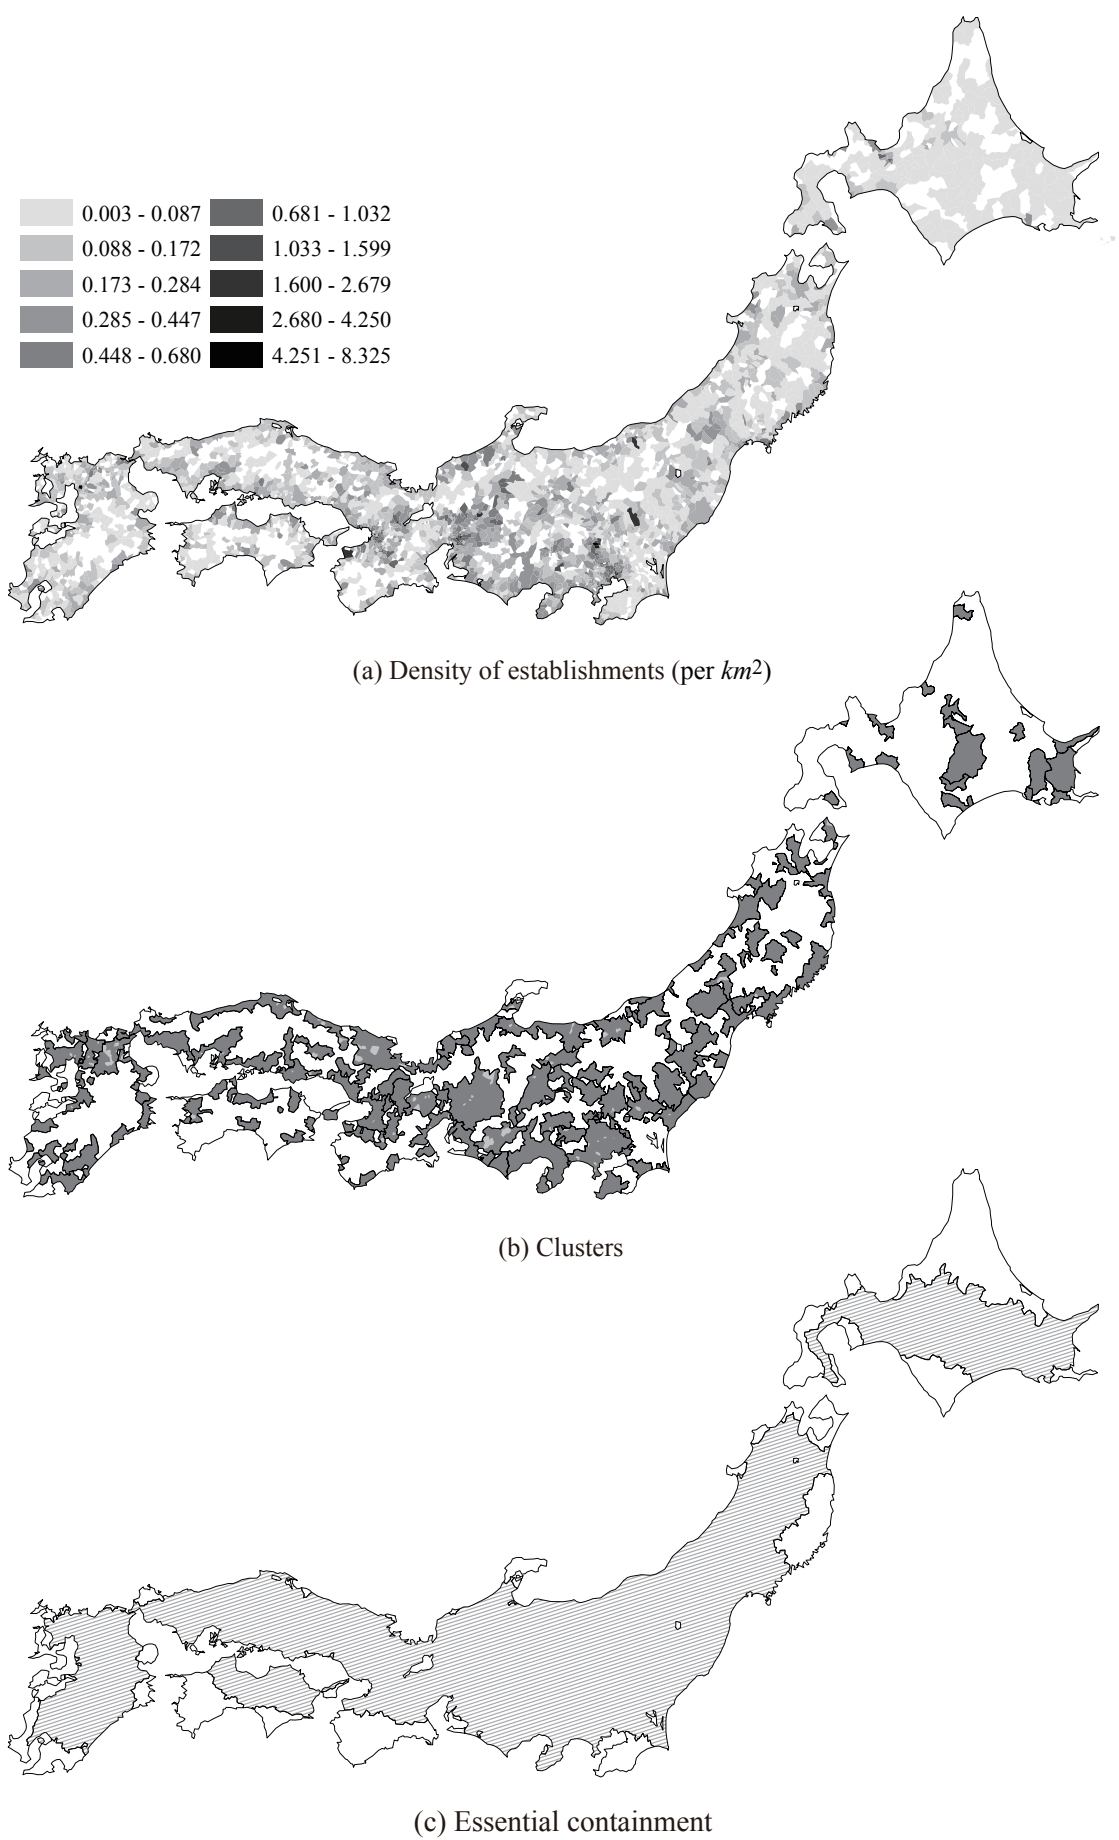 0.003 - 0.087 0.681 - 1.032
0.088 - 0.172 1.033 - 1.599
0.173 - 0.284 1.600 - 2.679
0.285 - 0.447 2.680 - 4.250
0.448 - 0.680 4.251 - 8.325
(a) Density of establishments (per km2)
(b) Clusters
(c) Essential containment